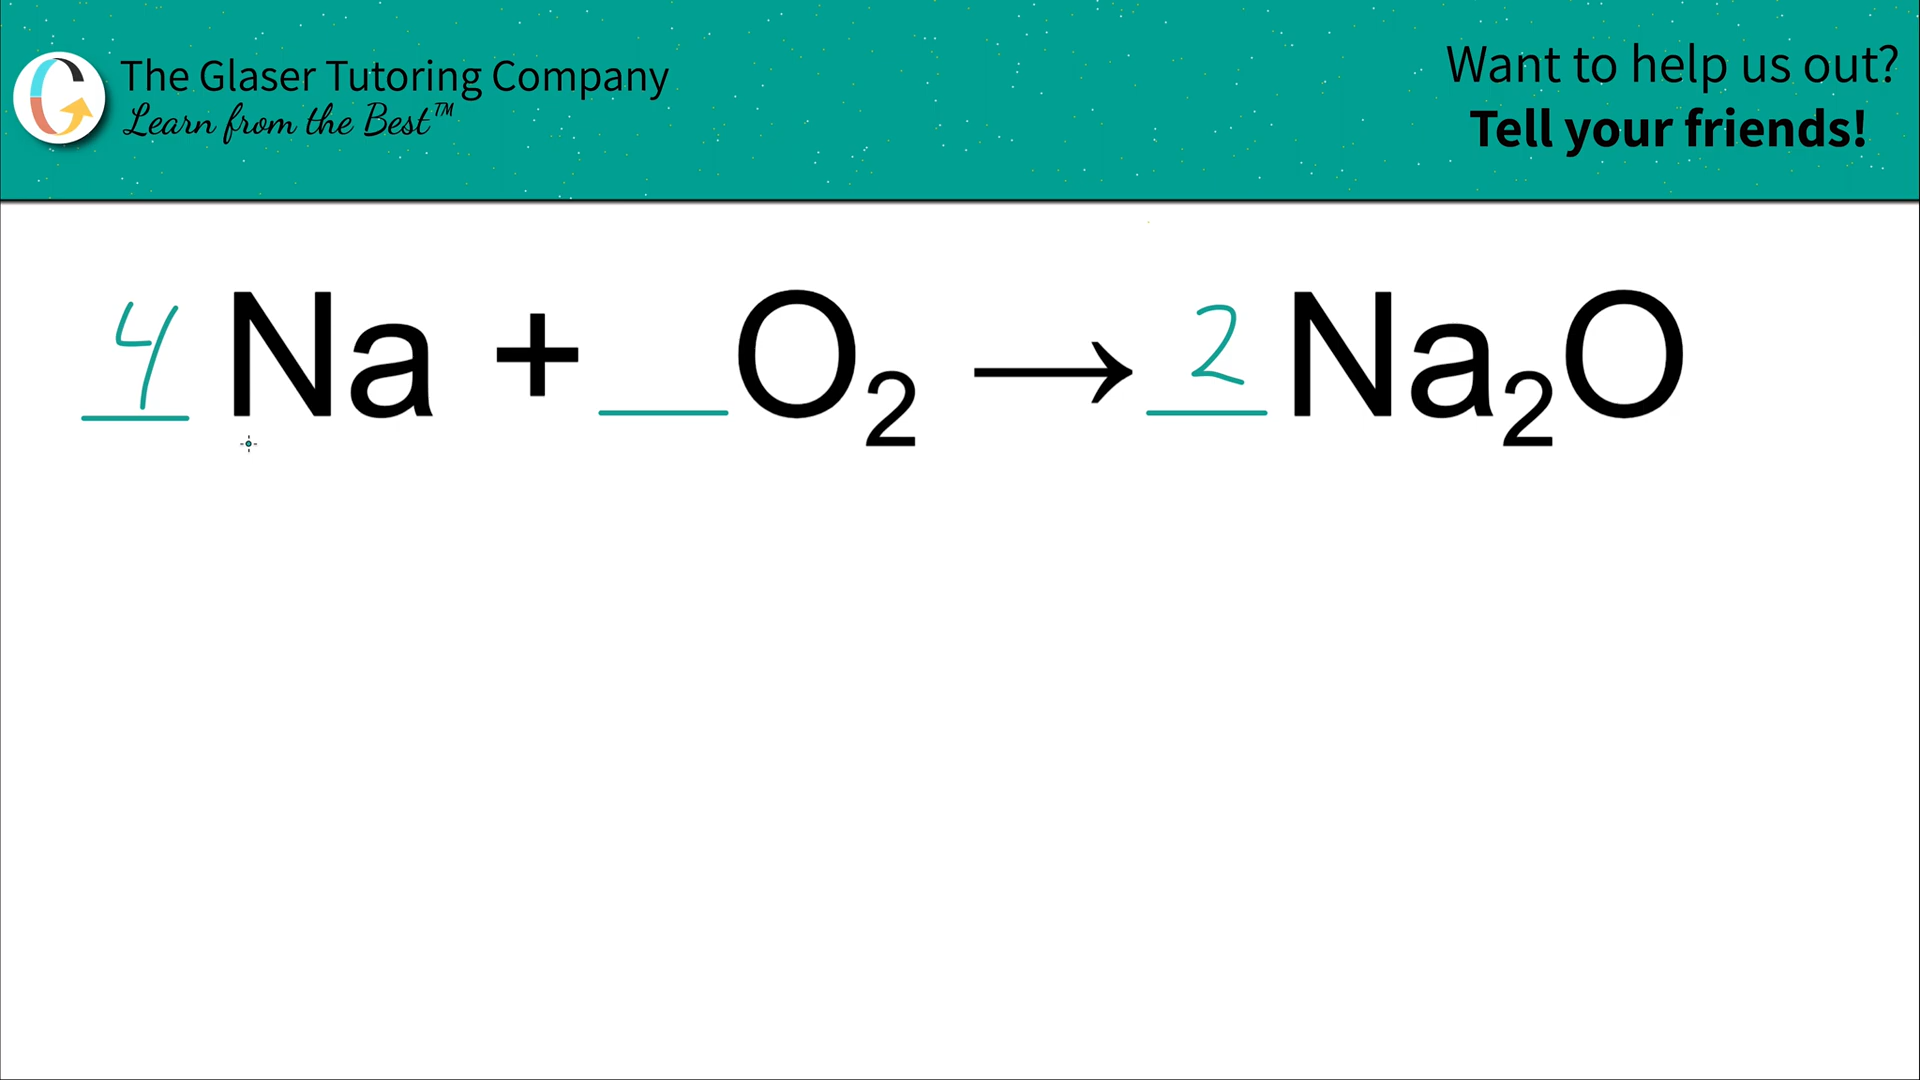 The Glaser Tutoring Company
Learn from the Best™
Want to help us out?
Tell your friends!
4 Na + __O₂ → 2 Na₂O